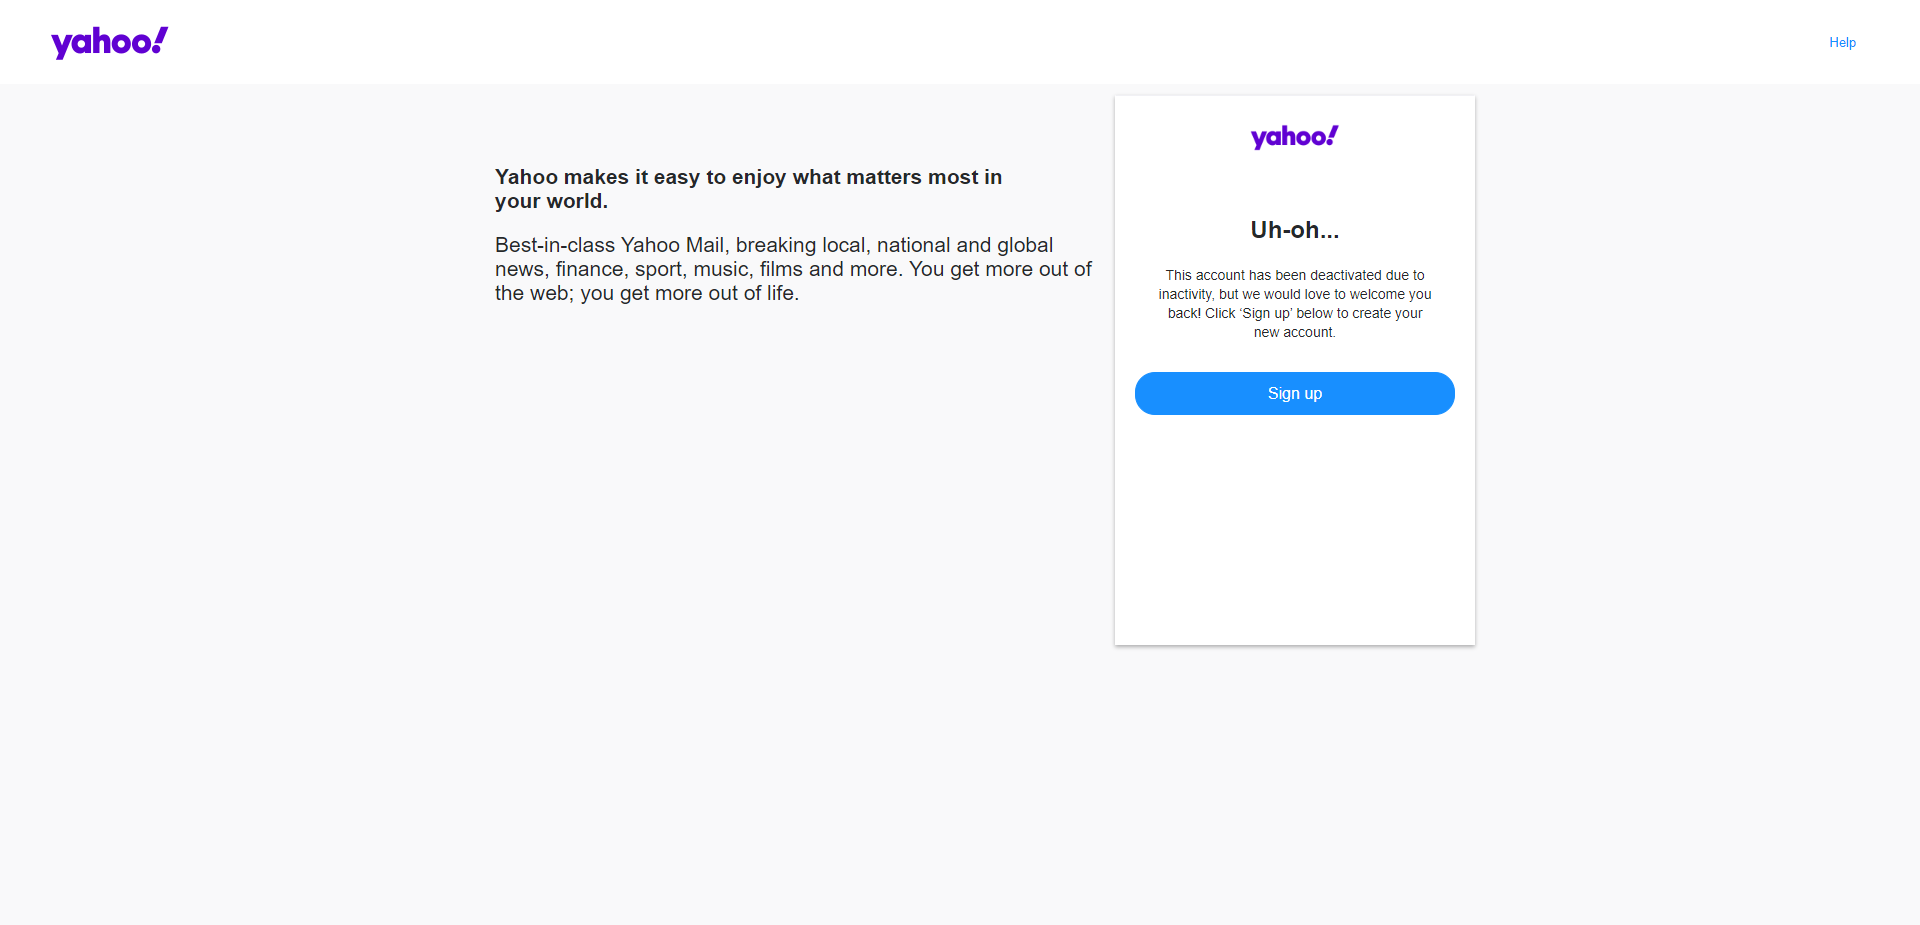 yahoo!
Help
Yahoo makes it easy to enjoy what matters most in
your world.
Best-in-class Yahoo Mail, breaking local, national and global
news, finance, sport, music, films and more. You get more out of
the web; you get more out of life.
yahoo!
Uh-oh...
This account has been deactivated due to
inactivity, but we would love to welcome you
back! Click ‘Sign up’ below to create your
new account.
Sign up